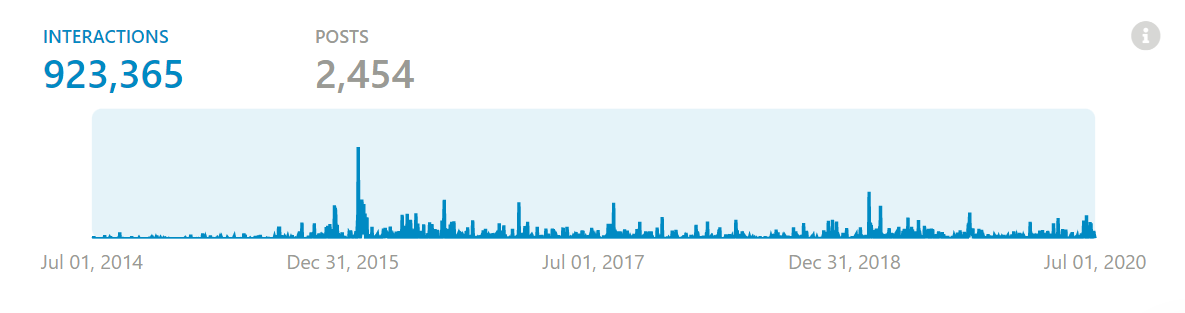 INTERACTIONS POSTS
923,365 2,454
Jul 01, 2014 Dec 31, 2015 Jul 01, 2017 Dec 31, 2018 Jul 01, 2020